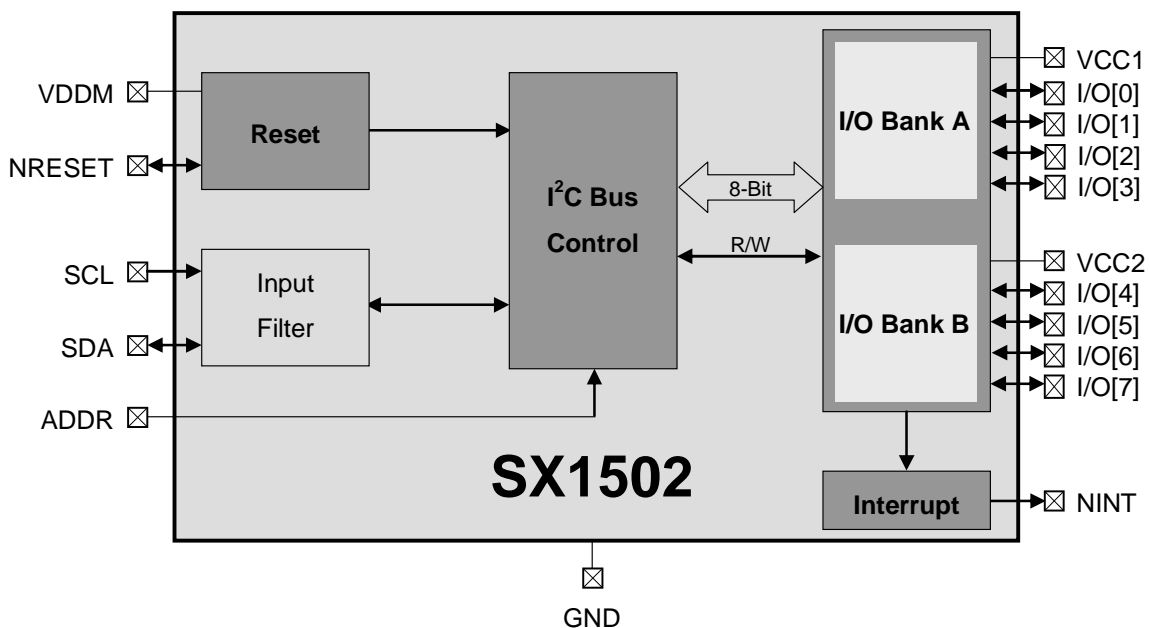 VDDM
NRESET
SCL
SDA
ADDR
Reset
Input
Filter
I²C Bus
Control
8-Bit
R/W
I/O Bank A
I/O Bank B
Interrupt
SX1502
VCC1
I/O[0]
I/O[1]
I/O[2]
I/O[3]
VCC2
I/O[4]
I/O[5]
I/O[6]
I/O[7]
NINT
GND